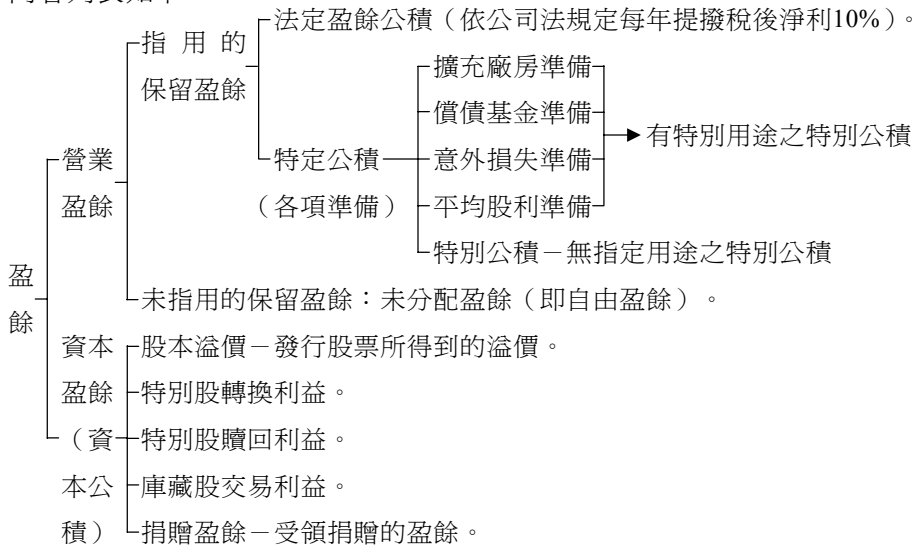 法定盈餘公積（依公司法規定每年提撥稅後淨利10%）。
指用的
保留盈餘
擴充廠房準備
償債基金準備
有特別用途之特別公積
營業
盈餘
特定公積
（各項準備）
意外損失準備
平均股利準備
特別公積－無指定用途之特別公積
盈
餘
未指用的保留盈餘：未分配盈餘（即自由盈餘）。
資本
盈餘
（資
本公
積）
股本溢價－發行股票所得到的溢價。
特別股轉換利益。
特別股贖回利益。
庫藏股交易利益。
捐贈盈餘－受領捐贈的盈餘。